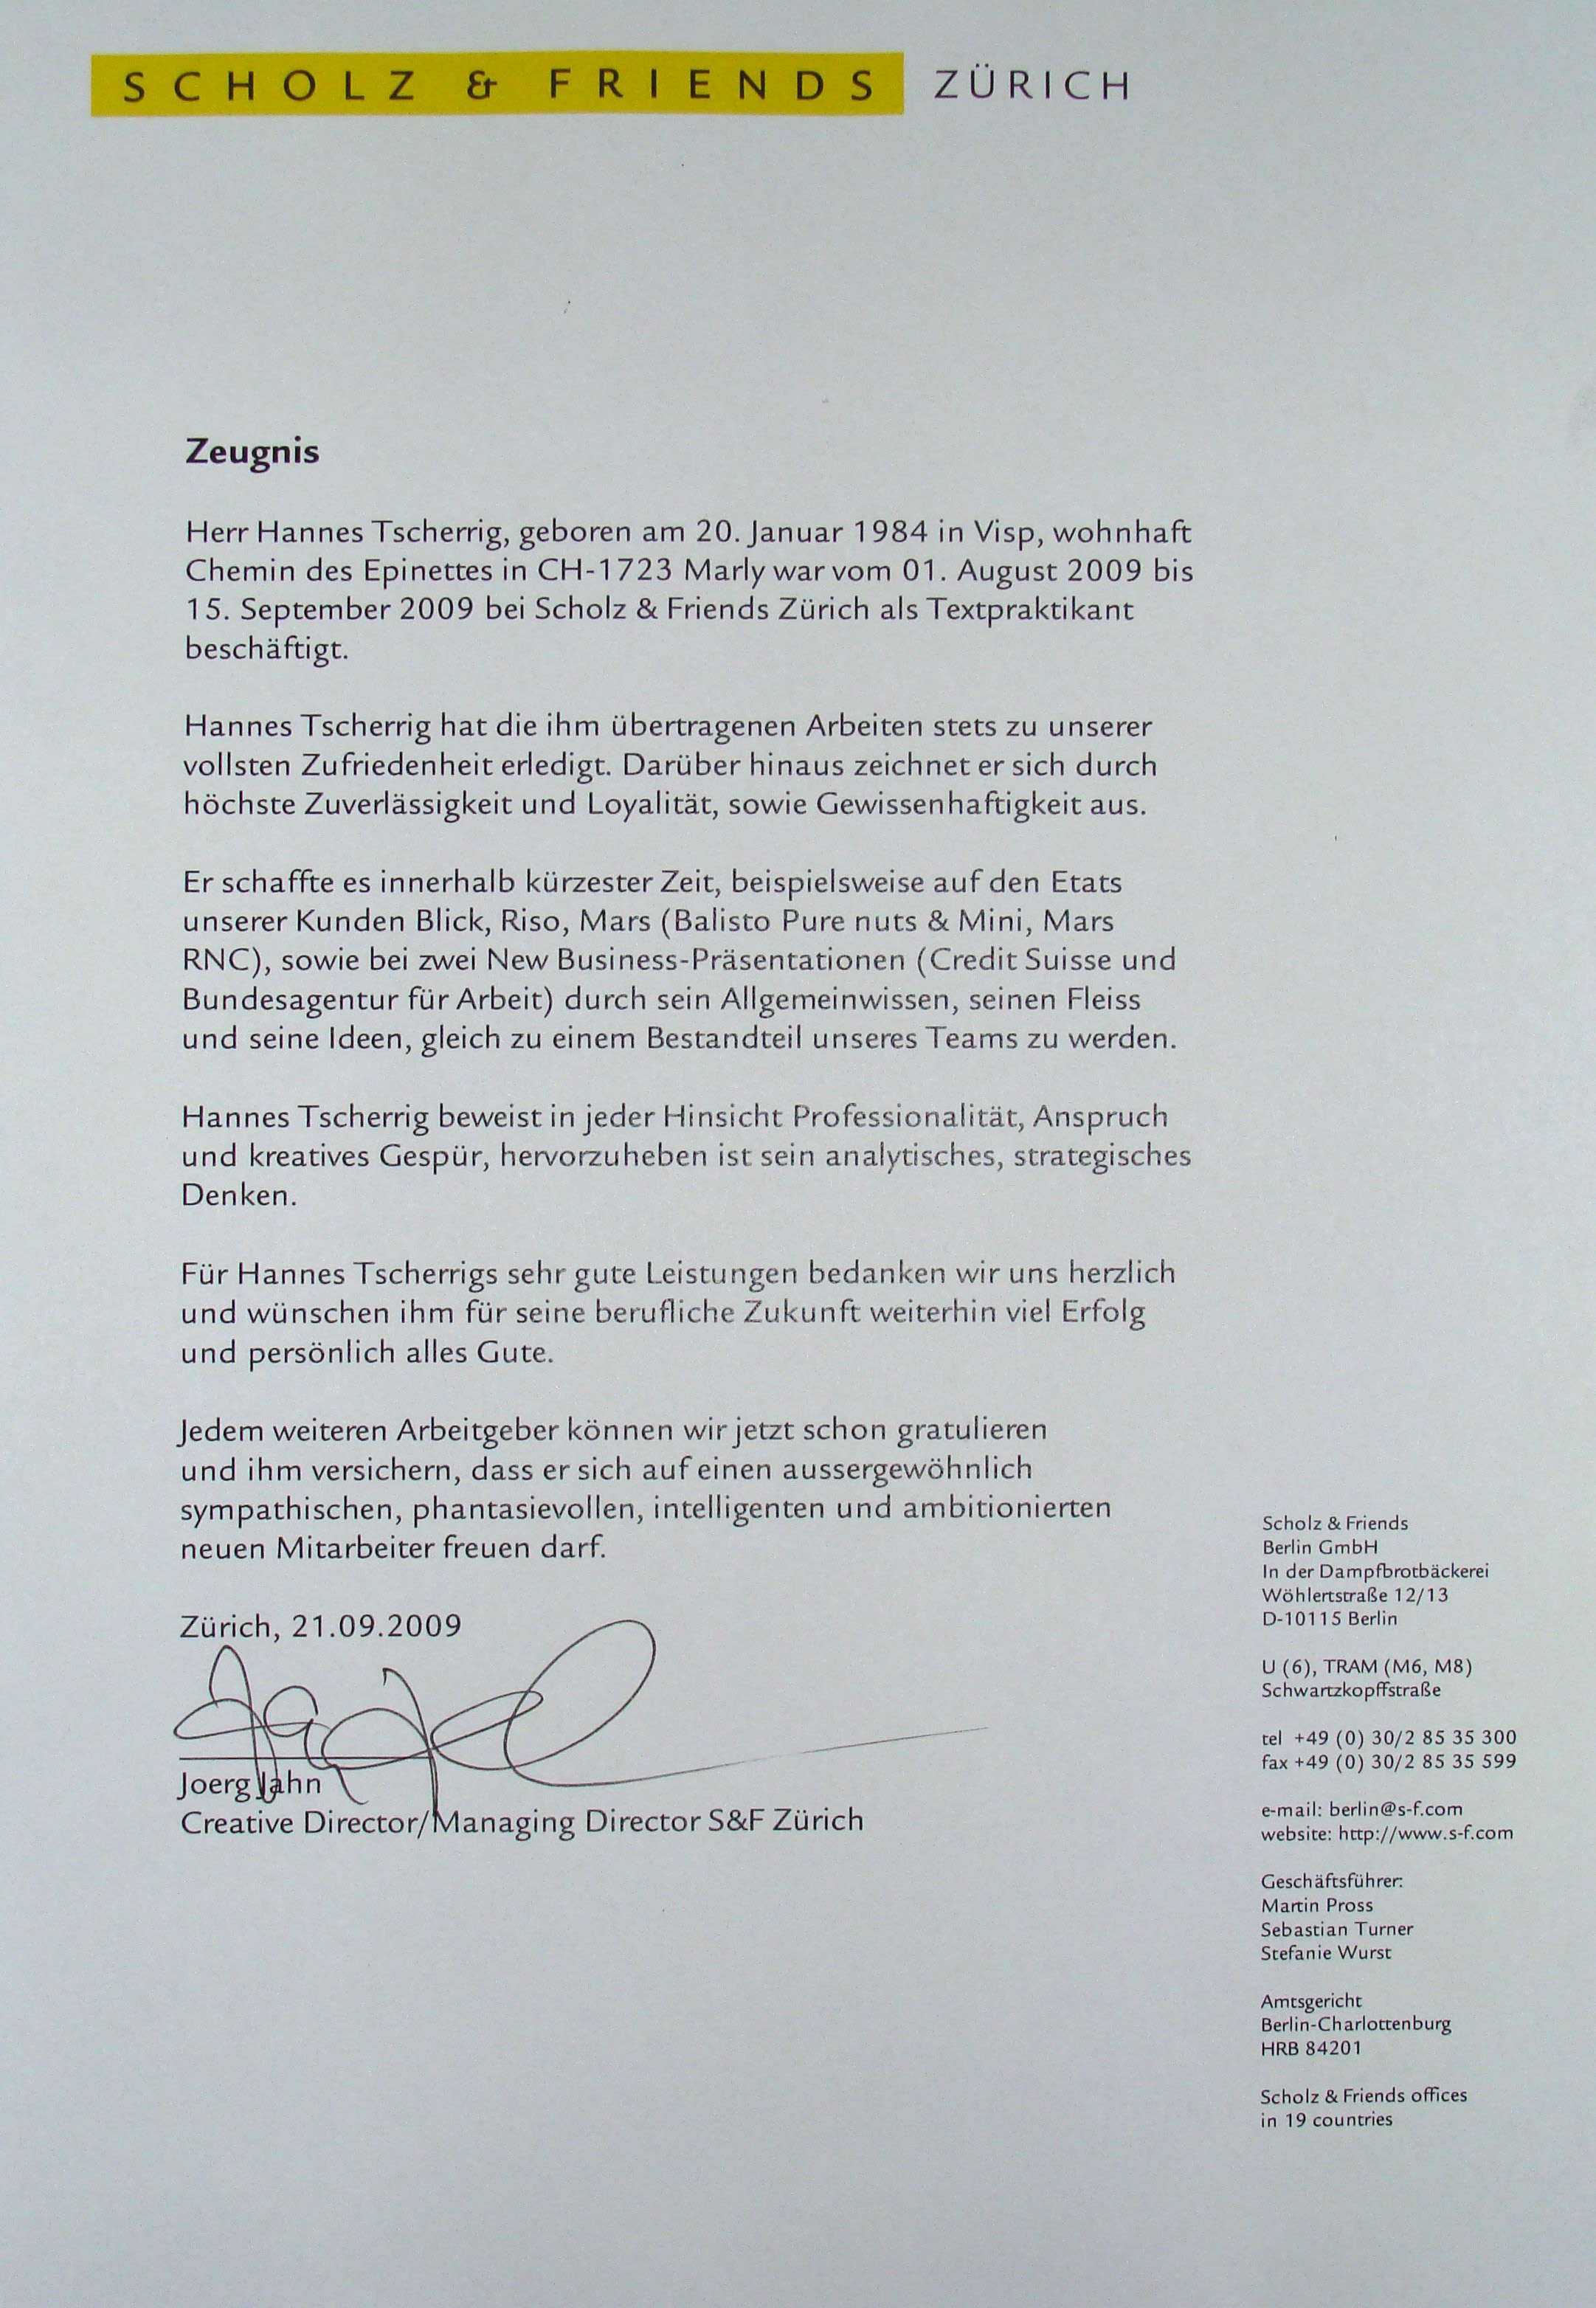 SCHOLZ & FRIENDS ZÜRICH
Zeugnis
Herr Hannes Tscherrig, geboren am 20. Januar 1984 in Visp, wohnhaft
Chemin des Epinettes in CH-1723 Marly war vom 01. August 2009 bis
15. September 2009 bei Scholz & Friends Zürich als Textpraktikant
beschäftigt.
Hannes Tscherrig hat die ihm übertragenen Arbeiten stets zu unserer
vollsten Zufriedenheit erledigt. Darüber hinaus zeichnet er sich durch
höchste Zuverlässigkeit und Loyalität, sowie Gewissenhaftigkeit aus.
Er schaffte es innerhalb kürzester Zeit, beispielsweise auf den Etats
unserer Kunden Blick, Riso, Mars (Balisto Pure nuts & Mini, Mars
RNC), sowie bei zwei New Business-Präsentationen (Credit Suisse und
Bundesagentur für Arbeit) durch sein Allgemeinwissen, seinen Fleiss
und seine Ideen, gleich zu einem Bestandteil unseres Teams zu werden.
Hannes Tscherrig beweist in jeder Hinsicht Professionalität, Anspruch
und kreatives Gespür, hervorzuheben ist sein analytisches, strategisches
Denken.
Für Hannes Tscherrigs sehr gute Leistungen bedanken wir uns herzlich
und wünschen ihm für seine berufliche Zukunft weiterhin viel Erfolg
und persönlich alles Gute.
Jedem weiteren Arbeitgeber können wir jetzt schon gratulieren
und ihm versichern, dass er sich auf einen aussergewöhnlich
sympathischen, phantasievollen, intelligenten und ambitionierten
neuen Mitarbeiter freuen darf.
Zürich, 21.09.2009
Joerg Jahn
Creative Director/Managing Director S&F Zürich
Scholz & Friends
Berlin GmbH
In der Dampfbrotbäckerei
Wöhlertstraße 12/13
D-10115 Berlin
U (6), TRAM (M6, M8)
Schwartzkopffstraße
tel +49 (0) 30/2 85 35 300
fax +49 (0) 30/2 85 35 599
e-mail: berlin@s-f.com
website: http://www.s-f.com
Geschäftsführer:
Martin Pross
Sebastian Turner
Stefanie Wurst
Amtsgericht
Berlin-Charlottenburg
HRB 84201
Scholz & Friends offices
in 19 countries